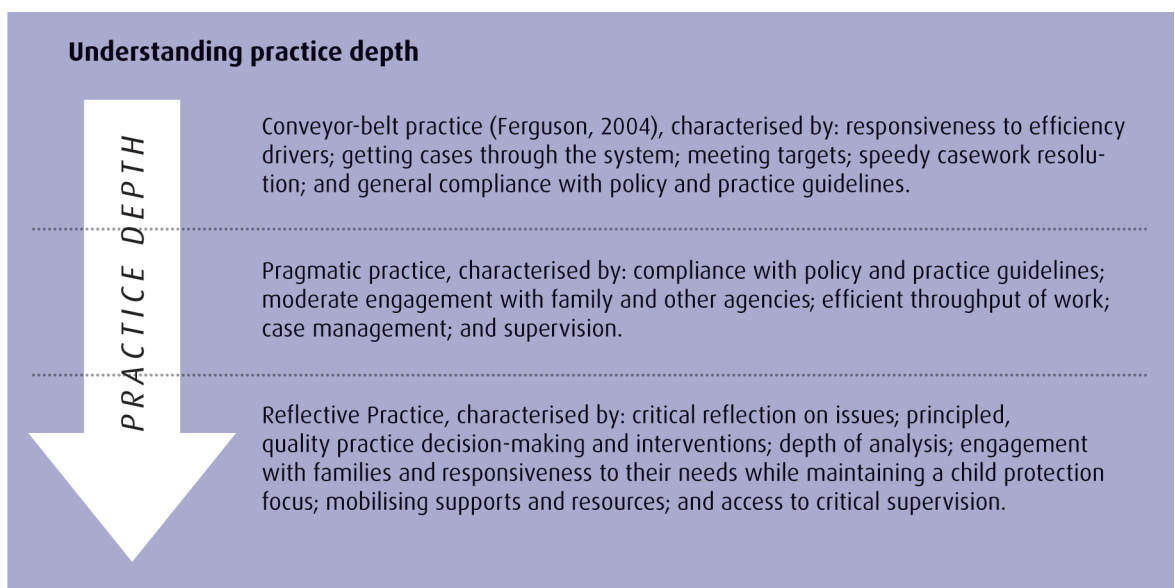 Understanding practice depth
PRACTICE DEPTH
Conveyor-belt practice (Ferguson, 2004), characterised by: responsiveness to efficiency
drivers; getting cases through the system; meeting targets; speedy casework resolu-
tion; and general compliance with policy and practice guidelines.
Pragmatic practice, characterised by: compliance with policy and practice guidelines;
moderate engagement with family and other agencies; efficient throughput of work;
case management; and supervision.
Reflective Practice, characterised by: critical reflection on issues; principled,
quality practice decision-making and interventions; depth of analysis; engagement
with families and responsiveness to their needs while maintaining a child protection
focus; mobilising supports and resources; and access to critical supervision.